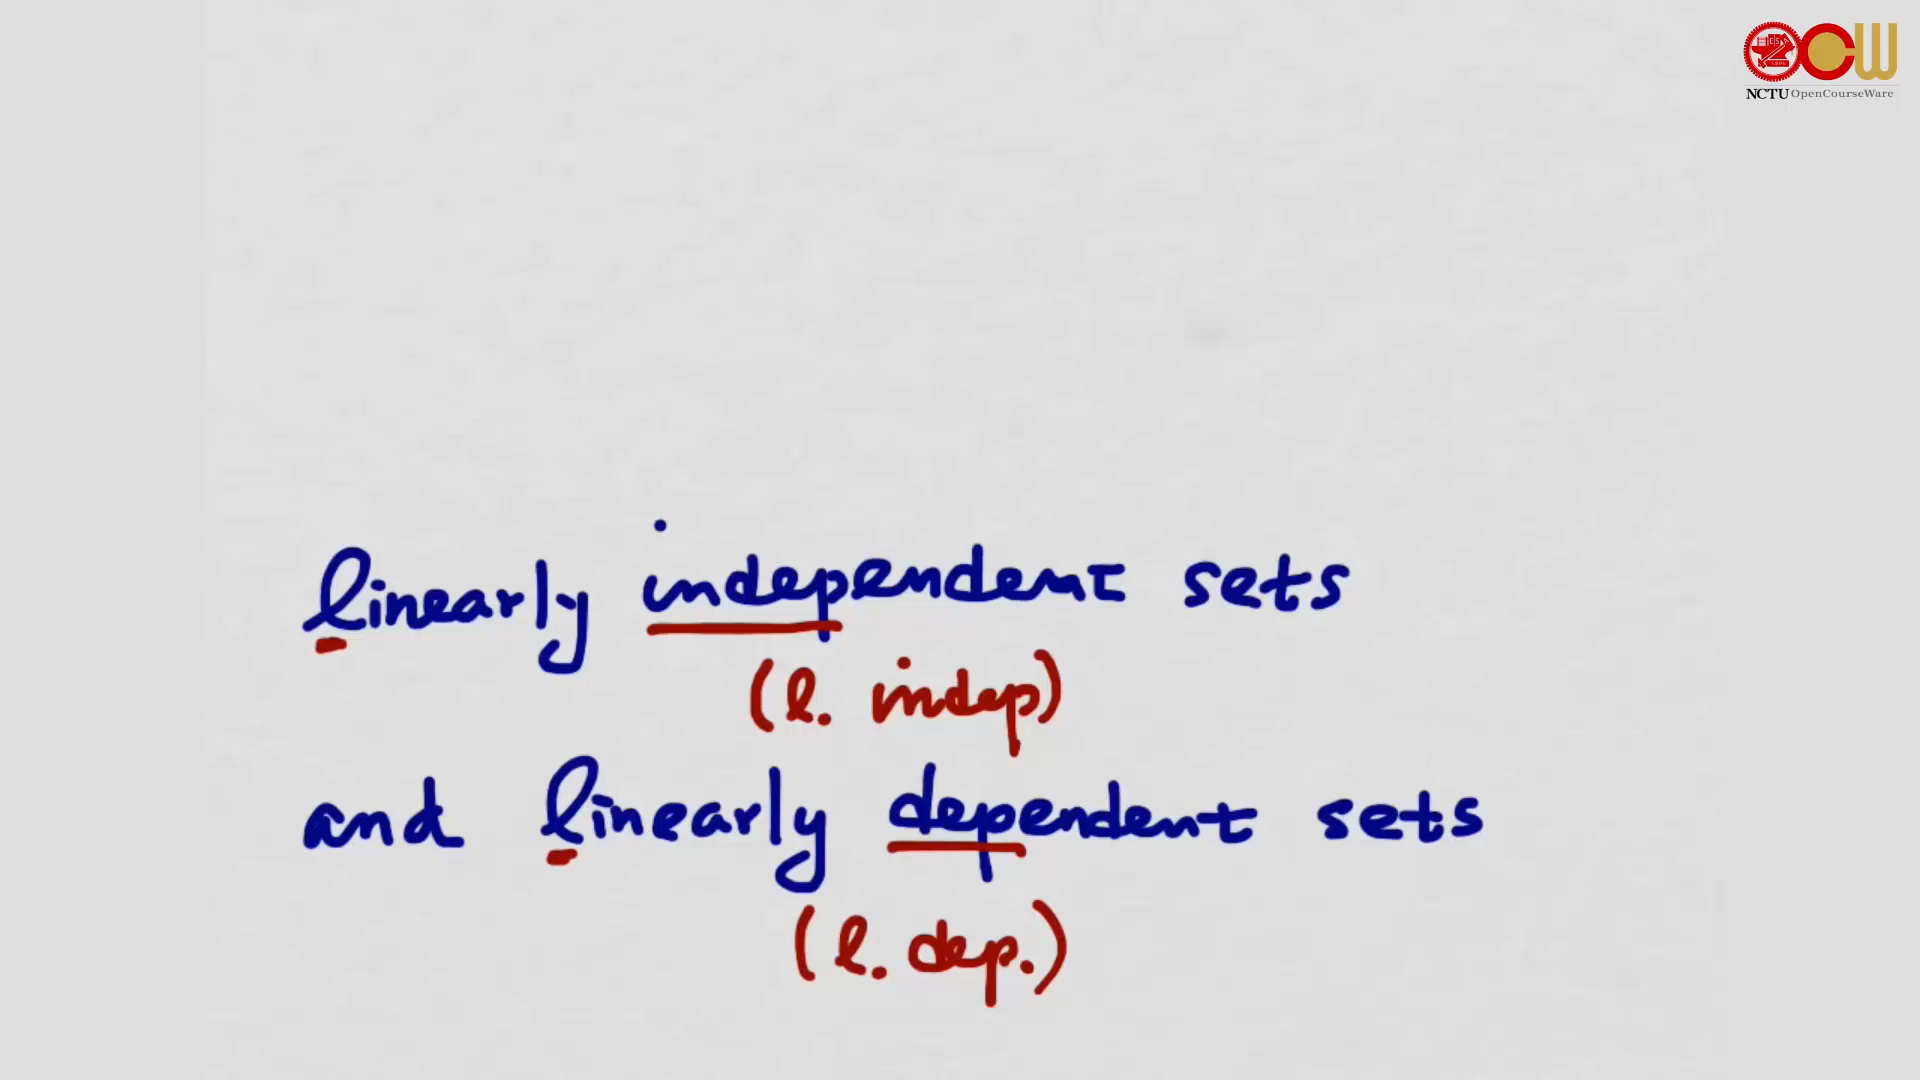 NCTU OpenCourseWare
linearly independent sets
(l. indep)
and linearly dependent sets
(l. dep.)